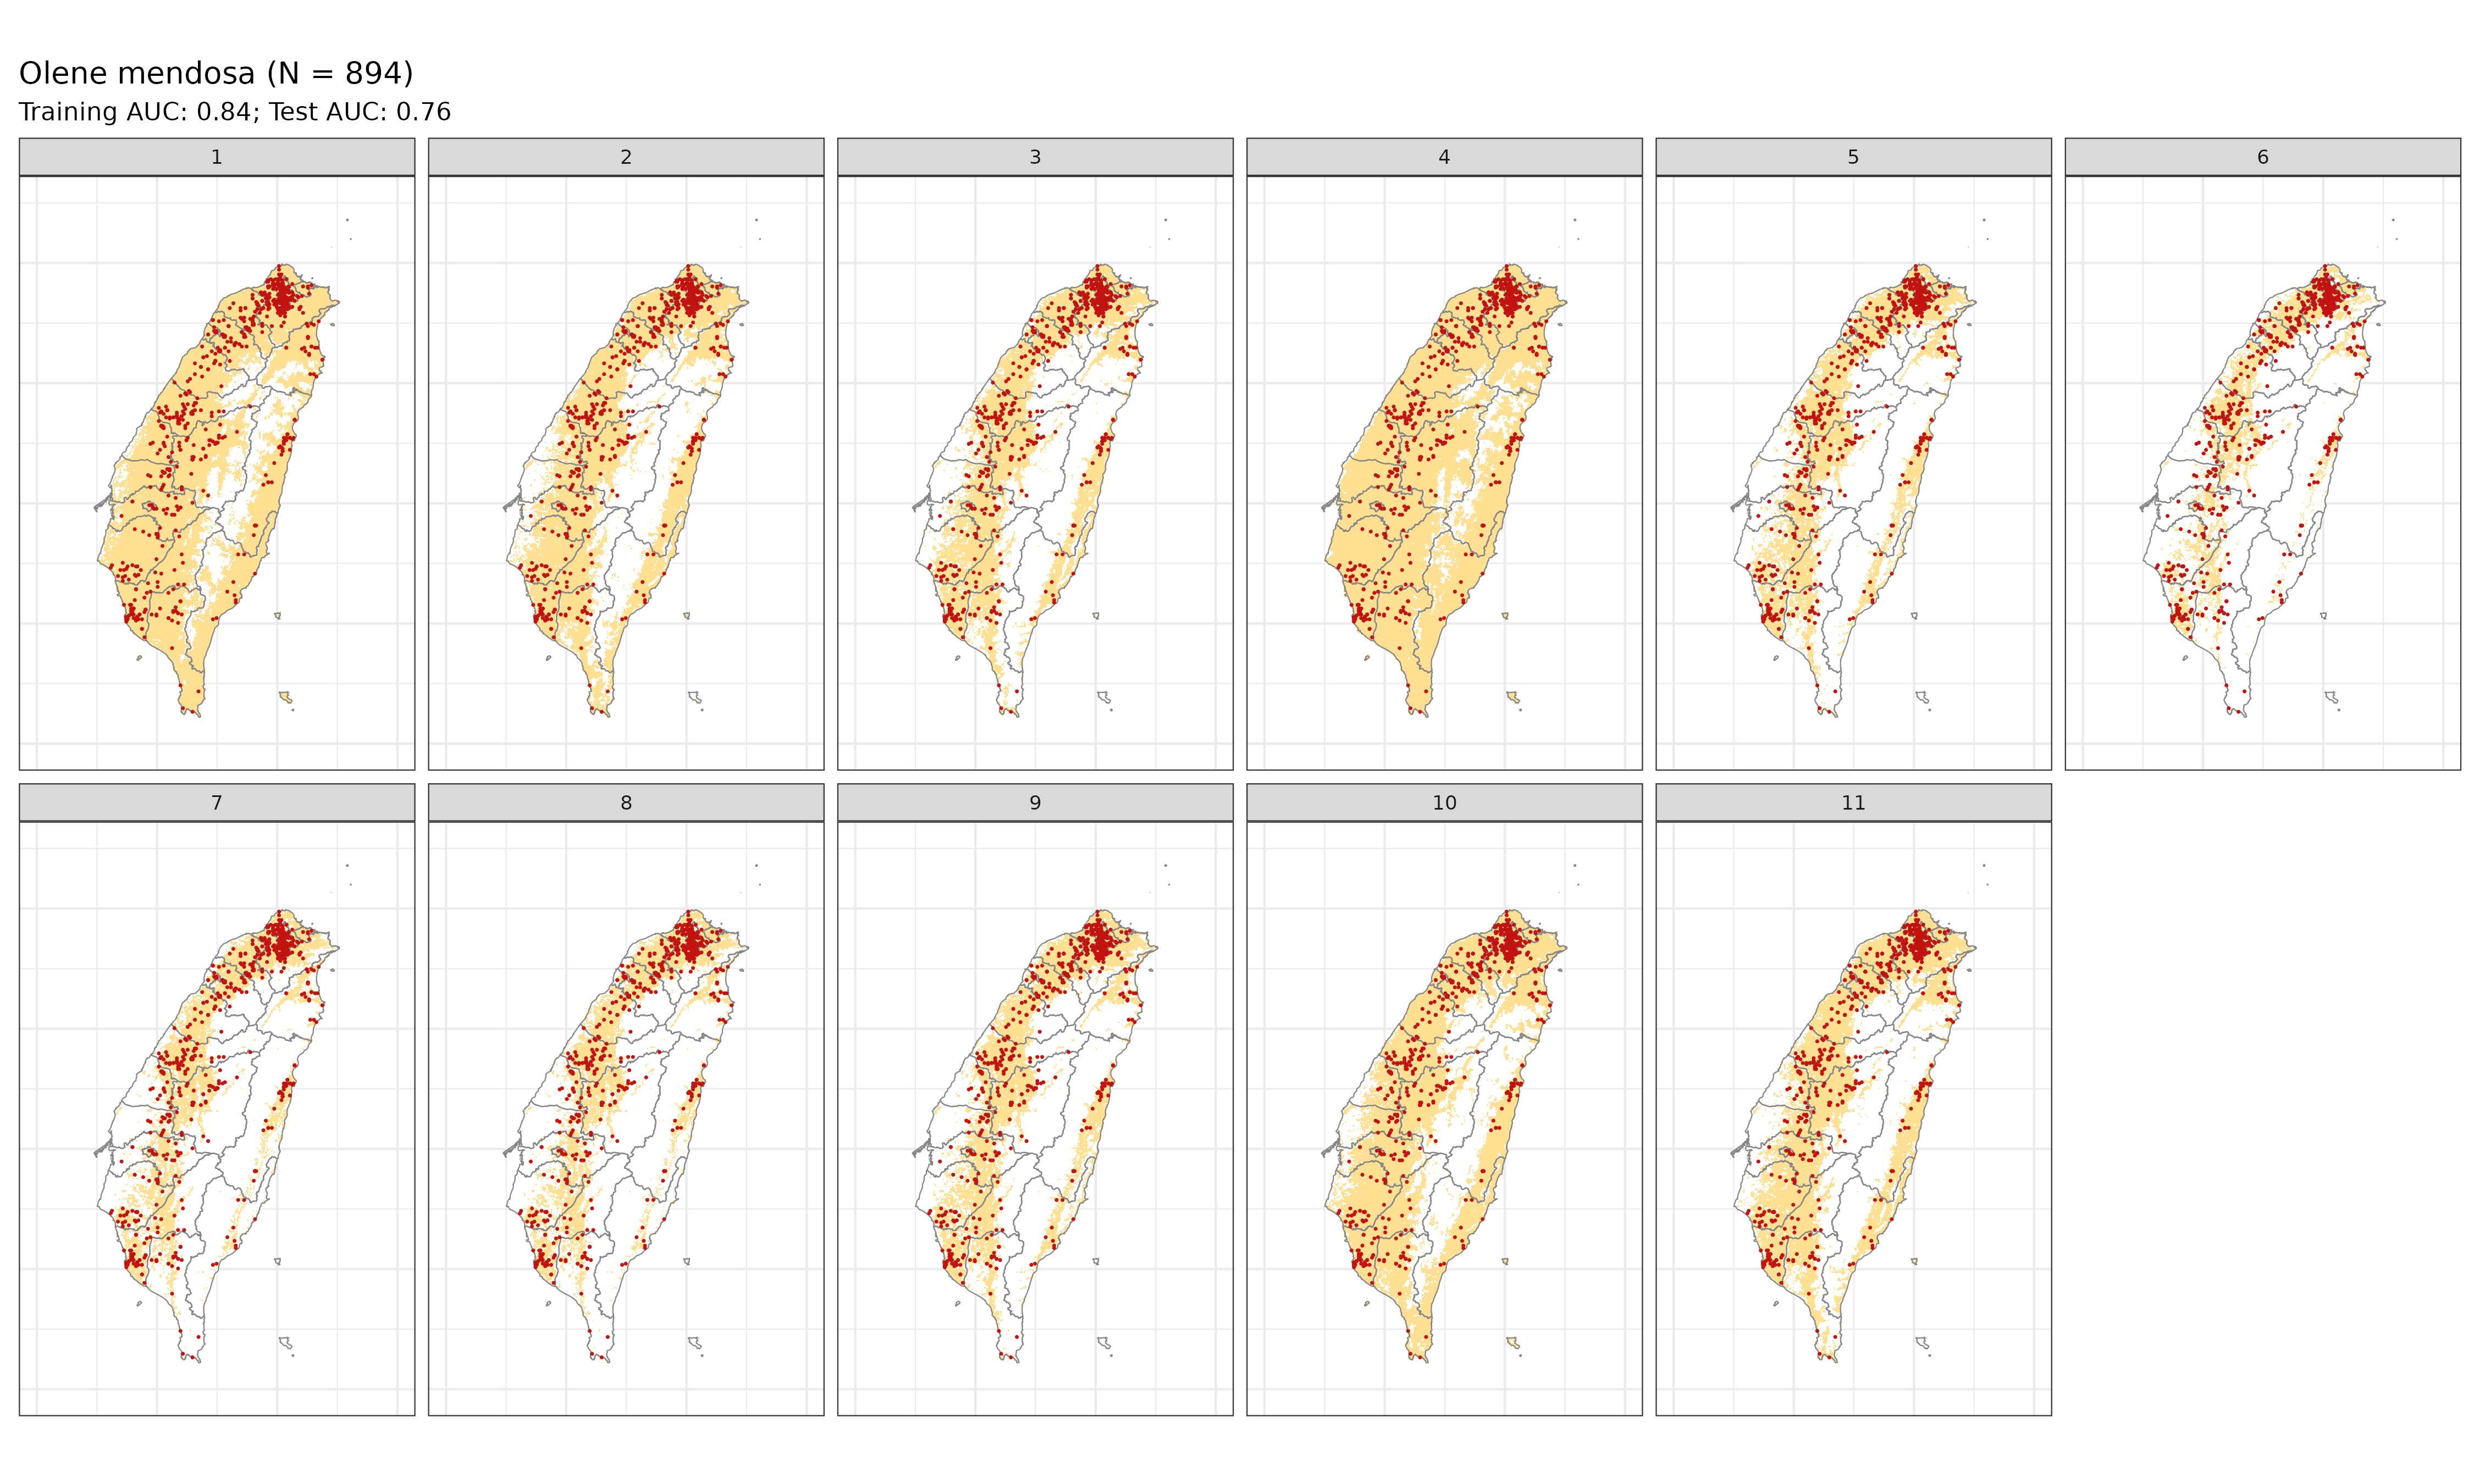 Olene mendosa (N = 894)
Training AUC: 0.84; Test AUC: 0.76
1 2 3 4 5 6
7 8 9 10 11